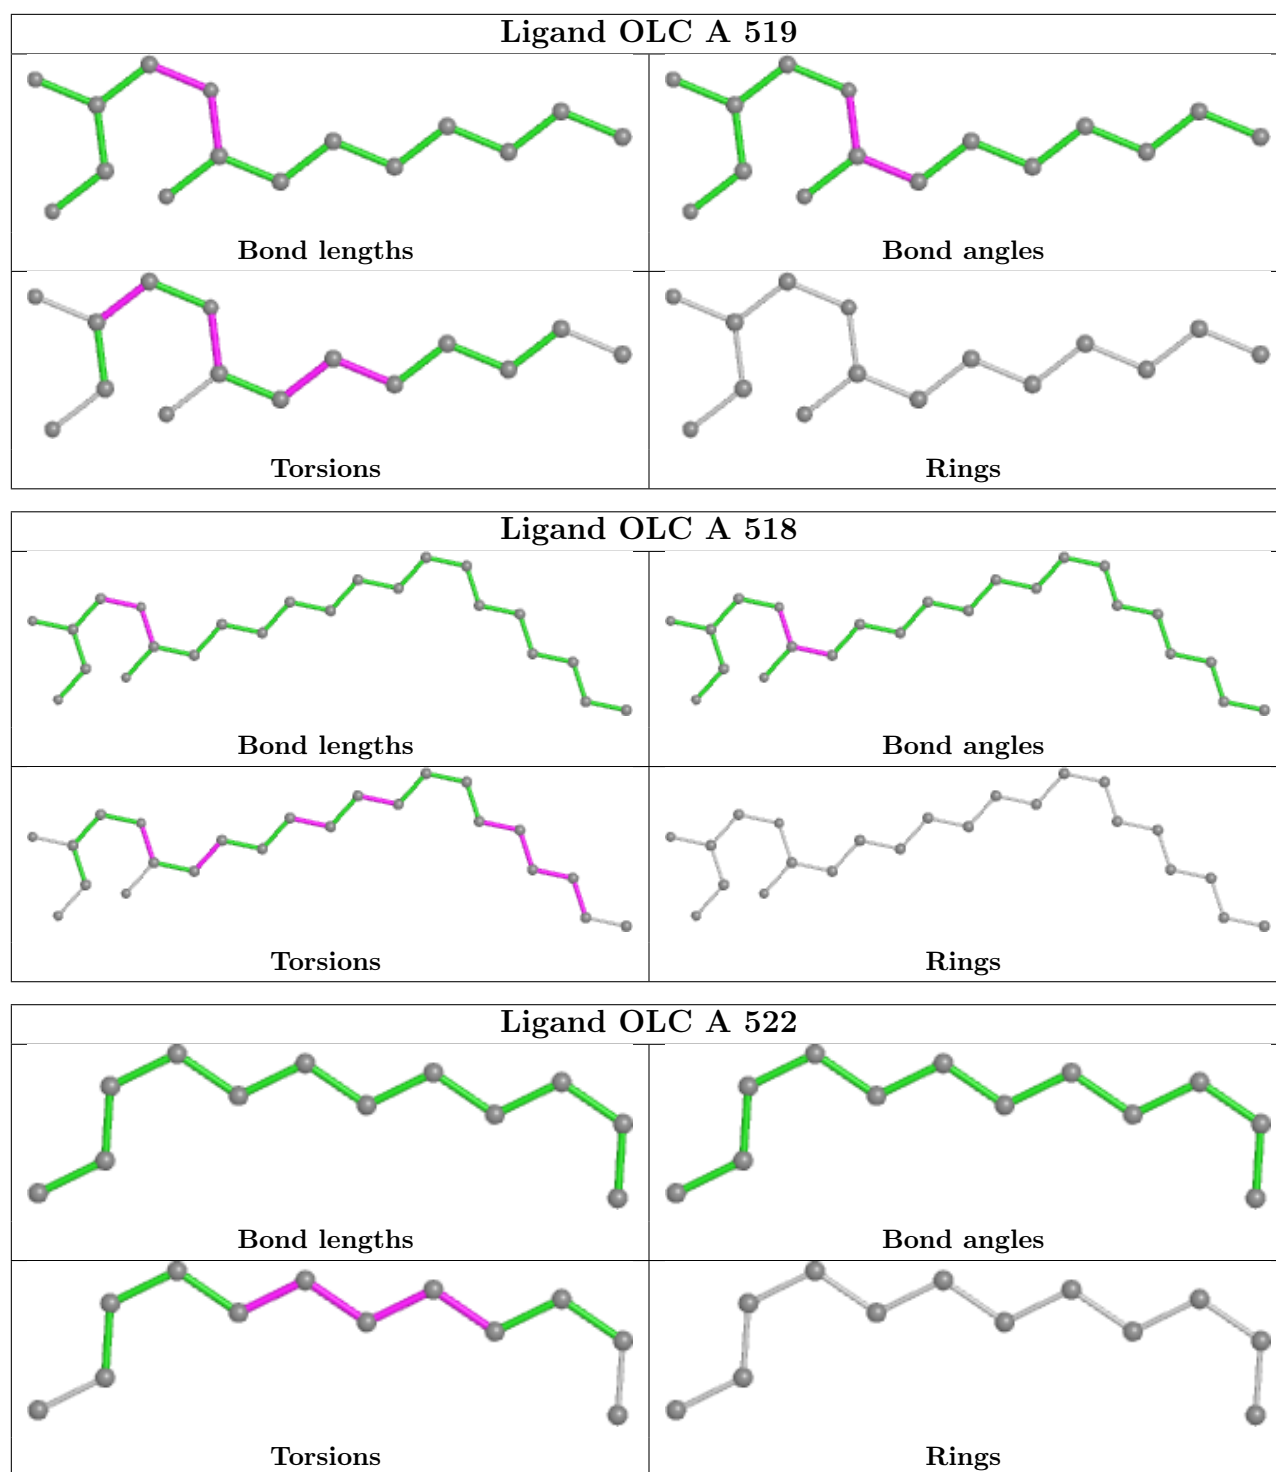 Ligand OLC A 519
Bond lengths
Bond angles
Torsions
Rings
Ligand OLC A 518
Bond lengths
Bond angles
Torsions
Rings
Ligand OLC A 522
Bond lengths
Bond angles
Torsions
Rings